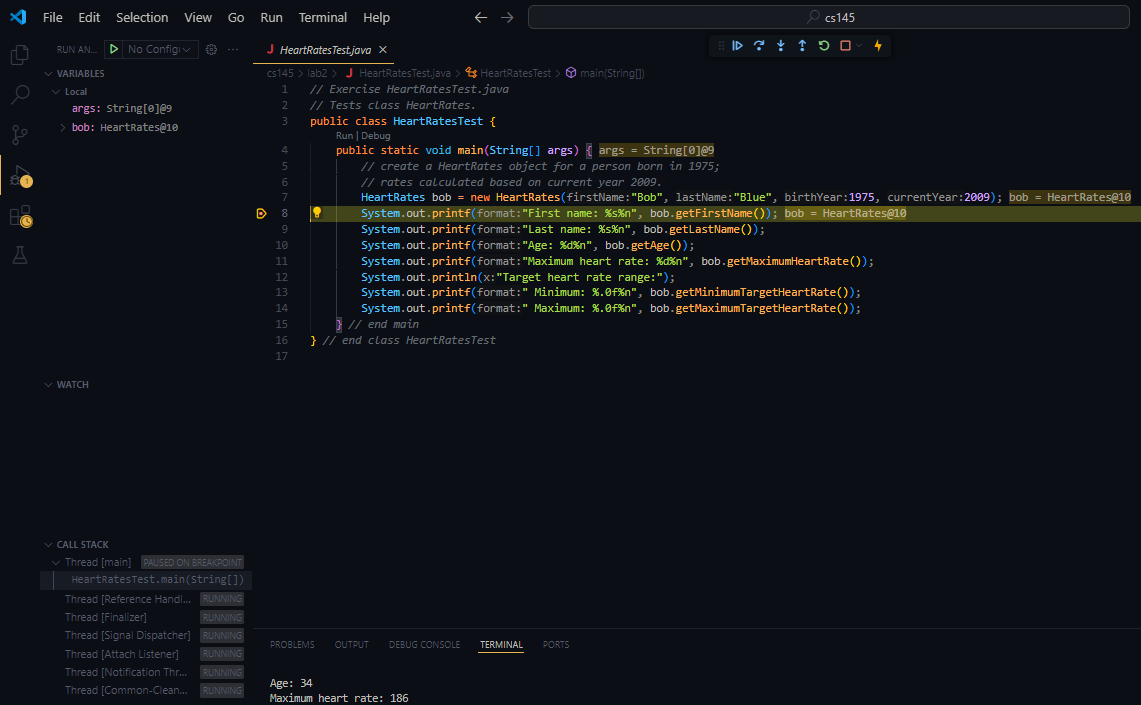 File Edit Selection View Go Run Terminal Help
cs145
RUN AN... No Configu
HeartRatesTest.java
VARIABLES
Local
args: String[0]@9
bob: HeartRates@10
WATCH
CALL STACK
Thread [main] PAUSED ON BREAKPOINT
HeartRatesTest.main(String[])
Thread [Reference Handl... RUNNING
Thread [Finalizer] RUNNING
Thread [Signal Dispatcher] RUNNING
Thread [Attach Listener] RUNNING
Thread [Notification Thr... RUNNING
Thread [Common-Clean... RUNNING
cs145 > lab2 > J HeartRatesTest.java > HeartRatesTest > main(String[])
1 // Exercise HeartRatesTest.java
2 // Tests class HeartRates.
3 public class HeartRatesTest {
Run | Debug
4 public static void main(String[] args) { args = String[0]@9
5 // create a HeartRates object for a person born in 1975;
6 // rates calculated based on current year 2009.
7 HeartRates bob = new HeartRates(firstName:"Bob", lastName:"Blue", birthYear:1975, currentYear:2009); bob = HeartRates@10
8 System.out.printf(format:"First name: %s%n", bob.getFirstName()); bob = HeartRates@10
9 System.out.printf(format:"Last name: %s%n", bob.getLastName());
10 System.out.printf(format:"Age: %d%n", bob.getAge());
11 System.out.printf(format:"Maximum heart rate: %d%n", bob.getMaximumHeartRate());
12 System.out.println(x:"Target heart rate range:");
13 System.out.printf(format:" Minimum: %.0f%n", bob.getMinimumTargetHeartRate());
14 System.out.printf(format:" Maximum: %.0f%n", bob.getMaximumTargetHeartRate());
15 } // end main
16 } // end class HeartRatesTest
17
PROBLEMS OUTPUT DEBUG CONSOLE TERMINAL PORTS
Age: 34
Maximum heart rate: 186